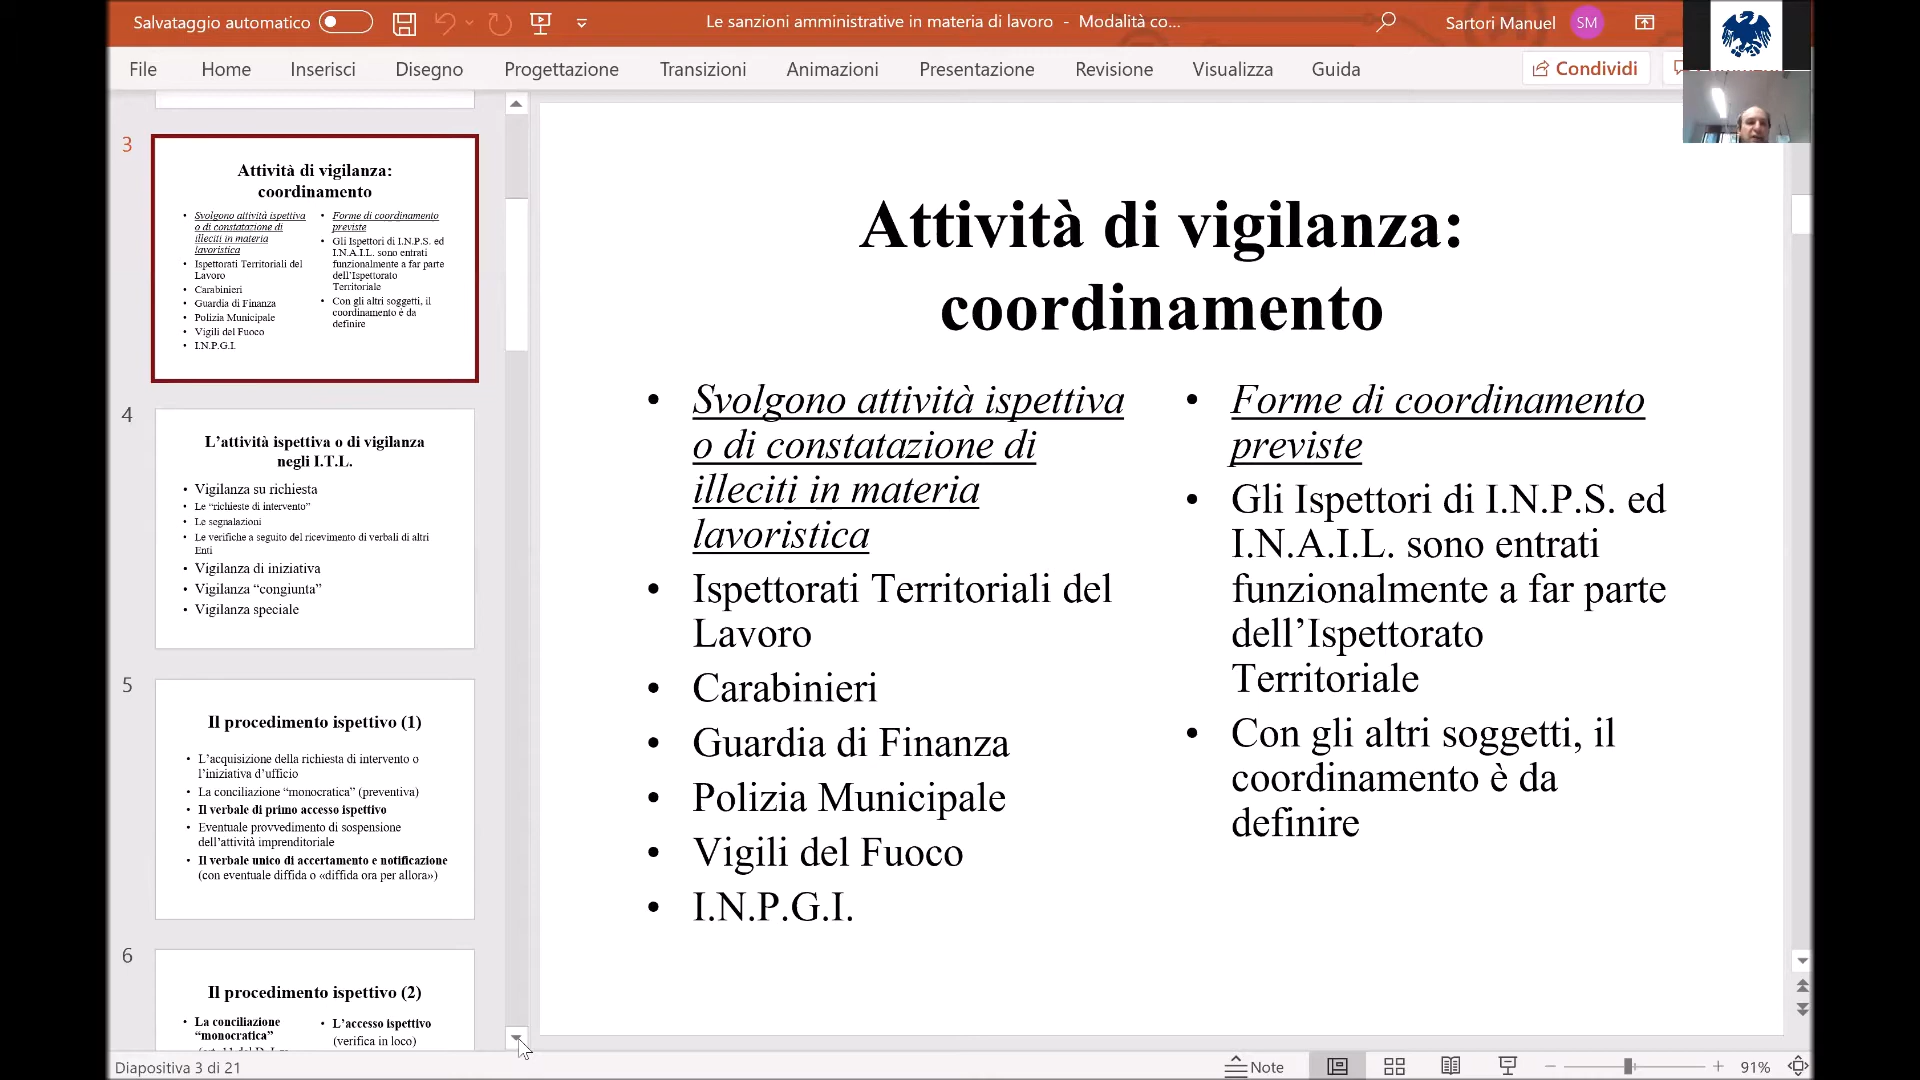 Salvataggio automatico
Le sanzioni amministrative in materia di lavoro - Modalità co...
Sartori Manuel
SM
File
Home
Inserisci
Disegno
Progettazione
Transizioni
Animazioni
Presentazione
Revisione
Visualizza
Guida
Condividi
3
Attività di vigilanza:
coordinamento
• Svolgono attività ispettiva
o di constatazione di
illeciti in materia
lavoristica
• Ispettorati Territoriali del
Lavoro
• Carabinieri
• Guardia di Finanza
• Polizia Municipale
• Vigili del Fuoco
• I.N.P.G.I.
• Forme di coordinamento
previste
• Gli Ispettori di I.N.P.S. ed
I.N.A.I.L. sono entrati
funzionalmente a far parte
dell’Ispettorato
Territoriale
• Con gli altri soggetti, il
coordinamento è da
definire
4
L’attività ispettiva o di vigilanza
negli I.T.L.
• Vigilanza su richiesta
• Le “richieste di intervento”
• Le segnalazioni
• Le verifiche a seguito del ricevimento di verbali di altri
Enti
• Vigilanza di iniziativa
• Vigilanza “congiunta”
• Vigilanza speciale
5
Il procedimento ispettivo (1)
• L’acquisizione della richiesta di intervento o
l’iniziativa d’ufficio
• La conciliazione “monocratica” (preventiva)
• Il verbale di primo accesso ispettivo
• Eventuale provvedimento di sospensione
dell’attività imprenditoriale
• Il verbale unico di accertamento e notificazione
(con eventuale diffida o «diffida ora per allora»)
6
Il procedimento ispettivo (2)
• La conciliazione
“monocratica”
• L’accesso ispettivo
(verifica in loco)
Attività di vigilanza:
coordinamento
• Svolgono attività ispettiva
o di constatazione di
illeciti in materia
lavoristica
• Ispettorati Territoriali del
Lavoro
• Carabinieri
• Guardia di Finanza
• Polizia Municipale
• Vigili del Fuoco
• I.N.P.G.I.
• Forme di coordinamento
previste
• Gli Ispettori di I.N.P.S. ed
I.N.A.I.L. sono entrati
funzionalmente a far parte
dell’Ispettorato
Territoriale
• Con gli altri soggetti, il
coordinamento è da
definire
Diapositiva 3 di 21
Note
91%